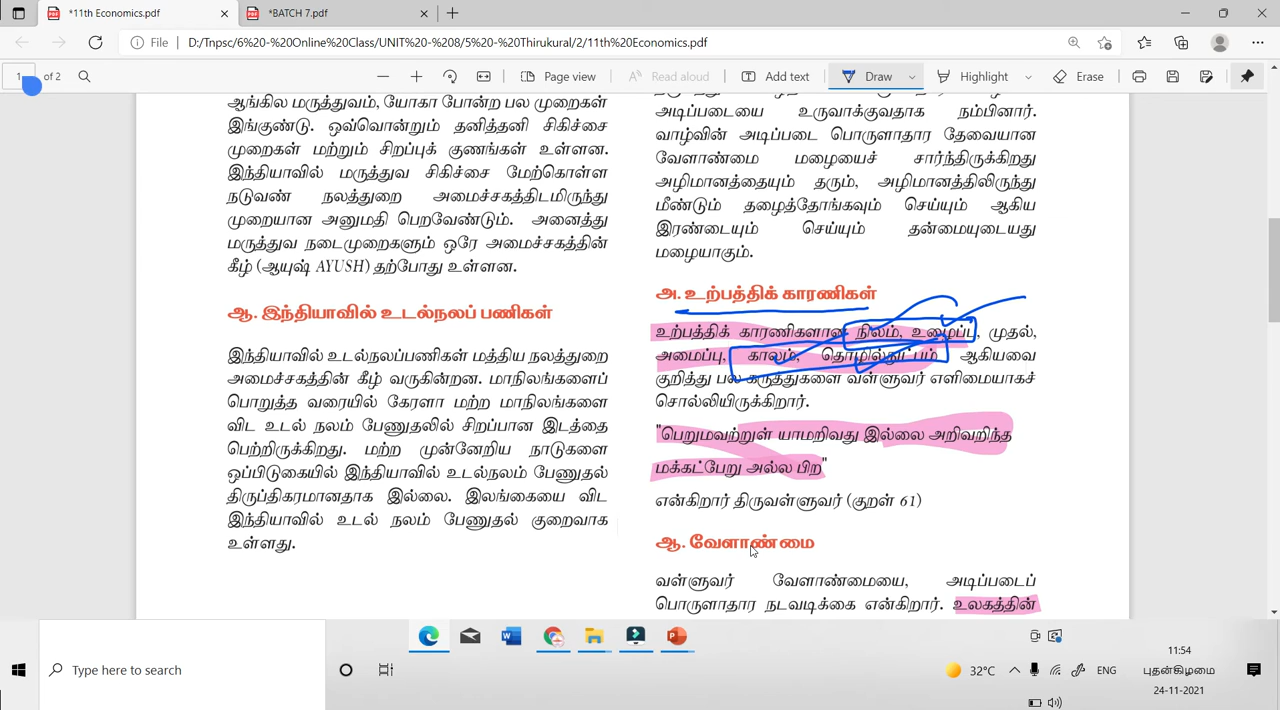 *11th Economics.pdf
*BATCH 7.pdf
File
D:/Tnpsc/6%20-%20Online%20Class/UNIT%20-%208/5%20-%20Thirukural/2/11th%20Economics.pdf
1 of 2
Page view
Read aloud
Add text
Draw
Highlight
Erase
ஆங்கில மருத்துவம், யோகா போன்ற பல முறைகள்
இங்குண்டு. ஒவ்வொன்றும் தனித்தனி சிகிச்சை
முறைகள் மற்றும் சிறப்புக் குணங்கள் உள்ளன.
இந்தியாவில் மருத்துவ சிகிச்சை மேற்கொள்ள
நடுவண் நலத்துறை அமைச்சகத்திடமிருந்து
முறையான அனுமதி பெறவேண்டும். அனைத்து
மருத்துவ நடைமுறைகளும் ஒரே அமைச்சகத்தின்
கீழ் (ஆயுஷ் AYUSH) தற்போது உள்ளன.
ஆ. இந்தியாவில் உடல்நலப் பணிகள்
இந்தியாவில் உடல்நலப்பணிகள் மத்திய நலத்துறை
அமைச்சகத்தின் கீழ் வருகின்றன. மாநிலங்களைப்
பொறுத்த வரையில் கேரளா மற்ற மாநிலங்களை
விட உடல் நலம் பேணுதலில் சிறப்பான இடத்தை
பெற்றிருக்கிறது. மற்ற முன்னேறிய நாடுகளை
ஒப்பிடுகையில் இந்தியாவில் உடல்நலம் பேணுதல்
திருப்திகரமானதாக இல்லை. இலங்கையை விட
இந்தியாவில் உடல் நலம் பேணுதல் குறைவாக
உள்ளது.
அடிப்படையை உருவாக்குவதாக நம்பினார்.
வாழ்வின் அடிப்படை பொருளாதார தேவையான
வேளாண்மை மழையைச் சார்ந்திருக்கிறது
அழிமானத்தையும் தரும், அழிமானத்திலிருந்து
மீண்டும் தழைத்தோங்கவும் செய்யும் ஆகிய
இரண்டையும் செய்யும் தன்மையுடையது
மழையாகும்.
அ. உற்பத்திக் காரணிகள்
உற்பத்திக் காரணிகளான நிலம், உழைப்பு, முதல்,
அமைப்பு, காலம், தொழில்நுட்பம் ஆகியவை
குறித்து பல கருத்துகளை வள்ளுவர் எளிமையாகச்
சொல்லியிருக்கிறார்.
"பெறுமவற்றுள் யாமறிவது இல்லை அறிவறிந்த
மக்கட்பேறு அல்ல பிற"
என்கிறார் திருவள்ளுவர் (குறள் 61)
ஆ. வேளாண்மை
வள்ளுவர் வேளாண்மையை, அடிப்படைப்
பொருளாதார நடவடிக்கை என்கிறார். உலகத்தின்
Type here to search
32°C
ENG
11:54
புதன்கிழமை
24-11-2021